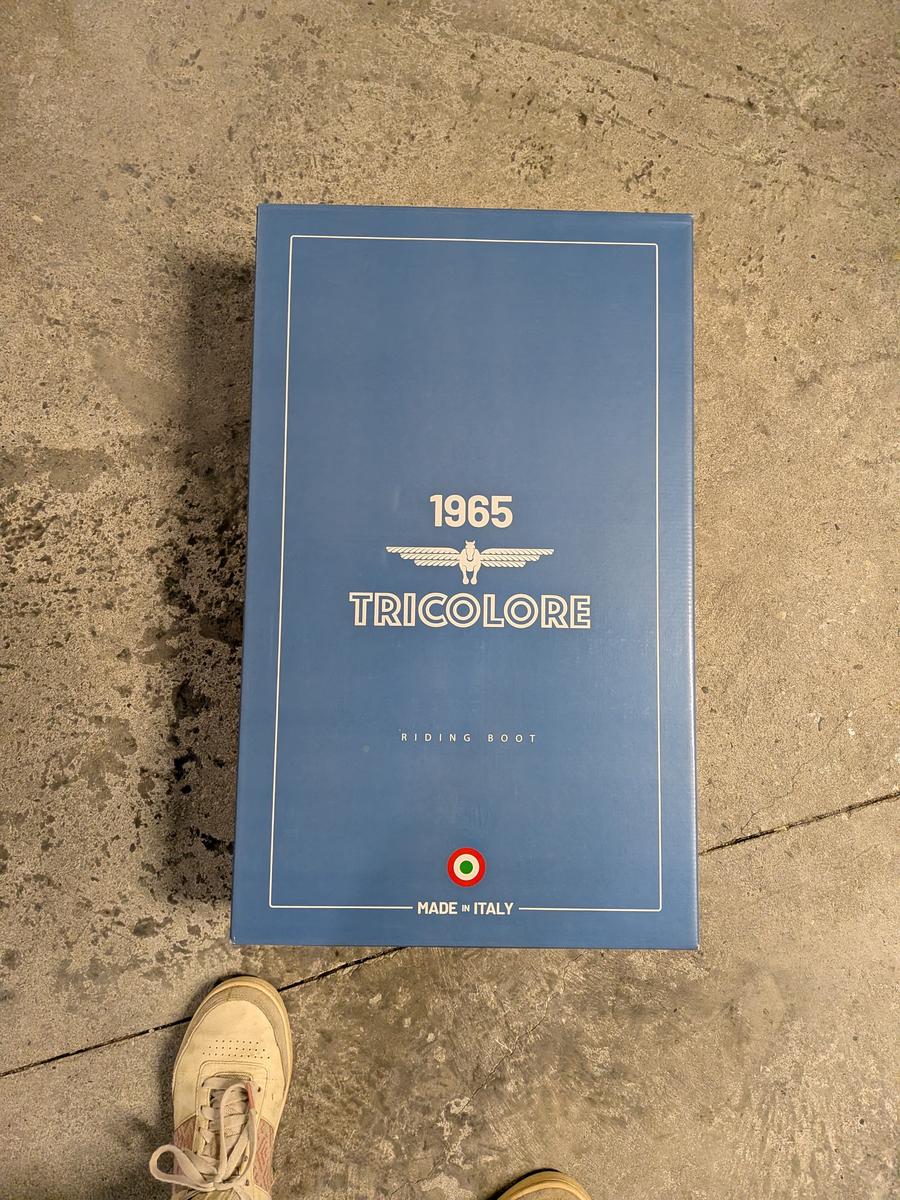 1965
TRICOLORE
RIDING BOOT
MADE IN ITALY